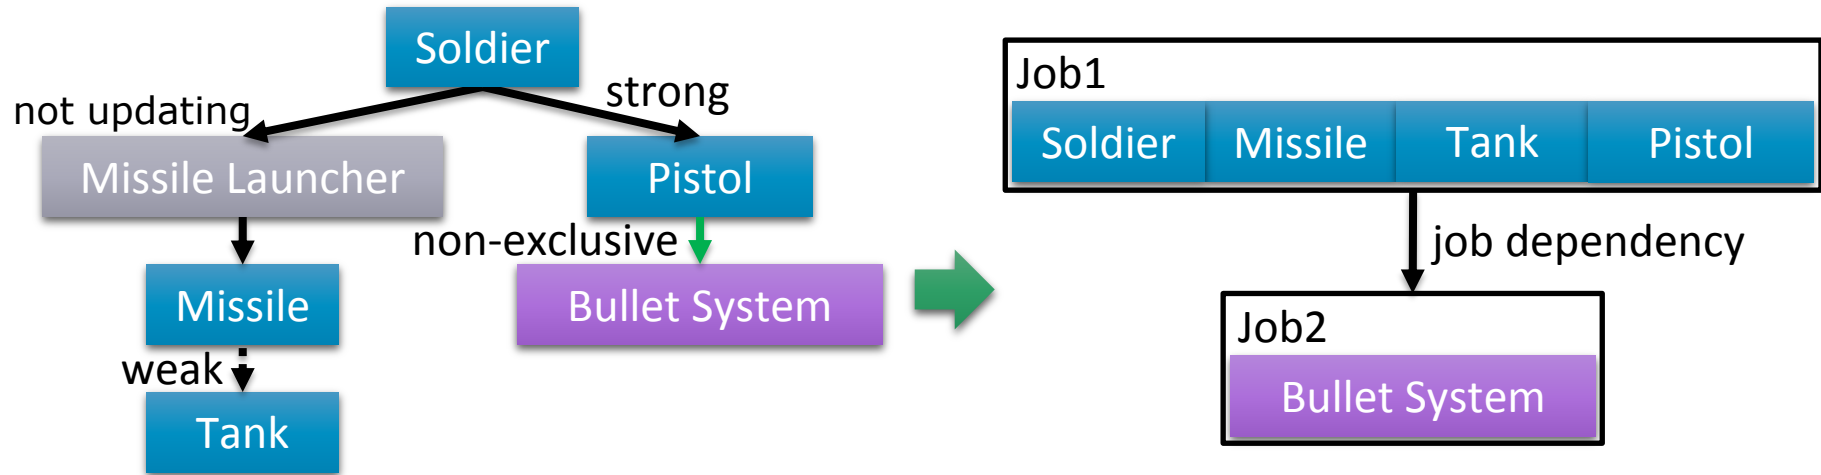 Soldier
not updating
strong
Missile Launcher
Pistol
non-exclusive
Missile
Bullet System
weak
Tank
Job1
Soldier Missile Tank Pistol
job dependency
Job2
Bullet System